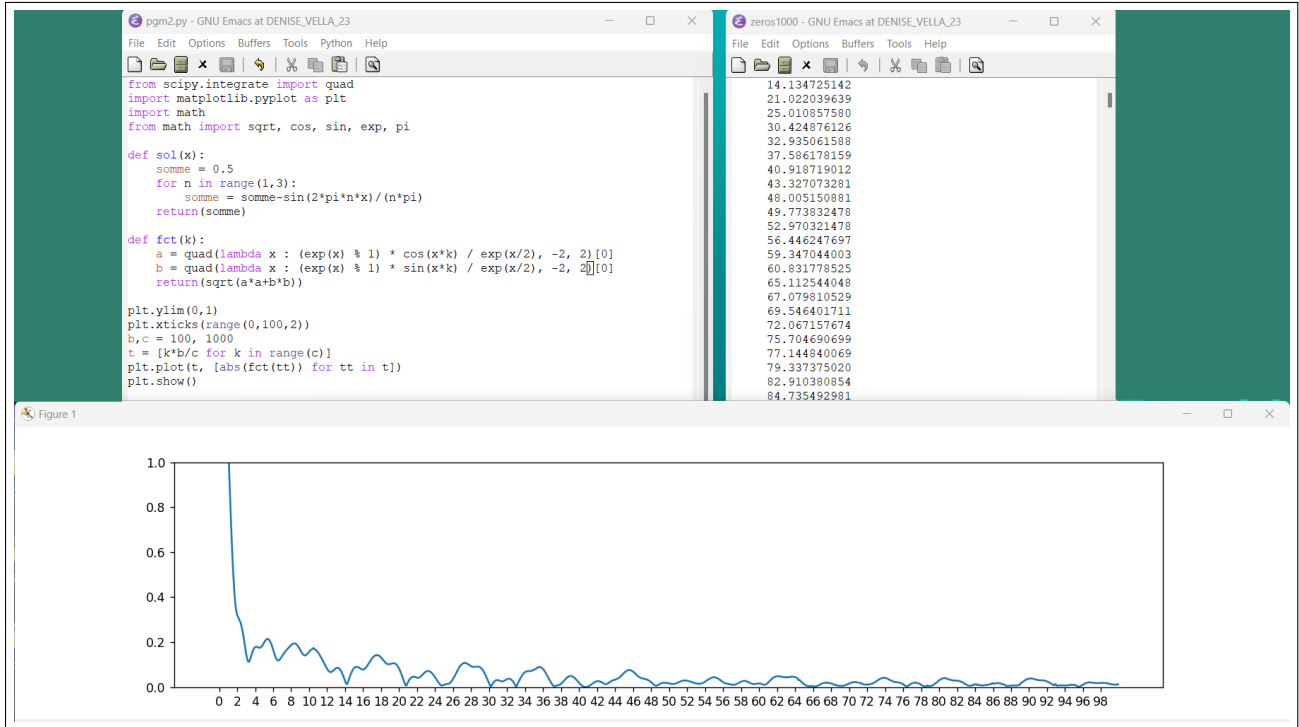 pgm2.py - GNU Emacs at DENISE_VELLA_23
File Edit Options Buffers Tools Python Help
from scipy.integrate import quad
import matplotlib.pyplot as plt
import math
from math import sqrt, cos, sin, exp, pi
def sol(x):
    somme = 0.5
    for n in range(1,3):
        somme = somme-sin(2*pi*n*x)/(n*pi)
    return(somme)
def fct(k):
    a = quad(lambda x : (exp(x) % 1) * cos(x*k) / exp(x/2), -2, 2)[0]
    b = quad(lambda x : (exp(x) % 1) * sin(x*k) / exp(x/2), -2, 2)[0]
    return(sqrt(a*a+b*b))
plt.ylim(0,1)
plt.xticks(range(0,100,2))
b,c = 100, 1000
t = [k*b/c for k in range(c)]
plt.plot(t, [abs(fct(tt)) for tt in t])
plt.show()
zeros1000 - GNU Emacs at DENISE_VELLA_23
File Edit Options Buffers Tools Help
14.134725142
21.022039639
25.010857580
30.424876126
32.935061588
37.586178159
40.918719012
43.327073281
48.005150881
49.773832478
52.970321478
56.446247697
59.347044003
60.831778525
65.112544048
67.079810529
69.546401711
72.067157674
75.704690699
77.144840069
79.337375020
82.910380854
84.735492981
Figure 1
1.0
0.8
0.6
0.4
0.2
0.0
0 2 4 6 8 10 12 14 16 18 20 22 24 26 28 30 32 34 36 38 40 42 44 46 48 50 52 54 56 58 60 62 64 66 68 70 72 74 76 78 80 82 84 86 88 90 92 94 96 98